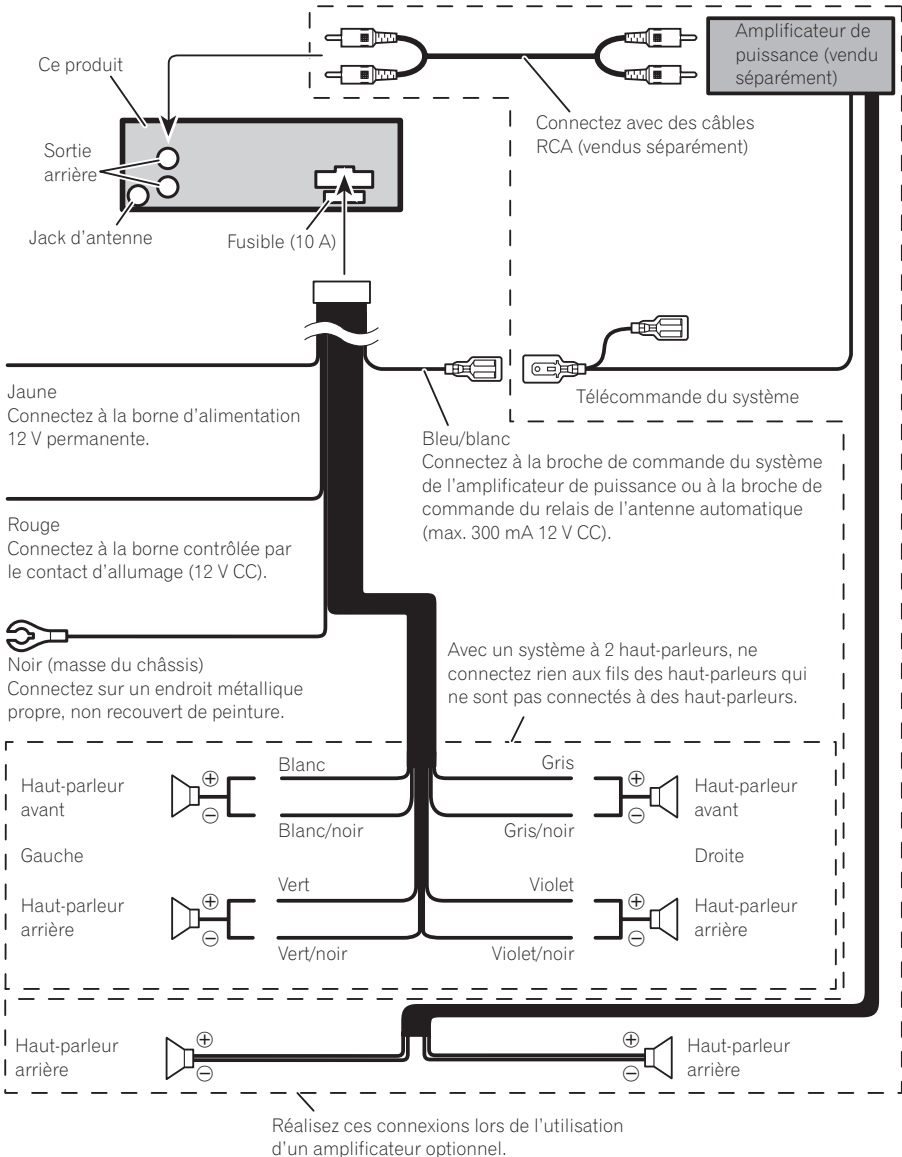 Amplificateur de
puissance (vendu
séparément)
Ce produit
Connectez avec des câbles
RCA (vendus séparément)
Sortie
arrière
Jack d'antenne
Fusible (10 A)
Jaune
Connectez à la borne d'alimentation
12 V permanente.
Télécommande du système
Bleu/blanc
Connectez à la broche de commande du système
de l'amplificateur de puissance ou à la broche de
commande du relais de l'antenne automatique
(max. 300 mA 12 V CC).
Rouge
Connectez à la borne contrôlée par
le contact d'allumage (12 V CC).
Noir (masse du châssis)
Connectez sur un endroit métallique
propre, non recouvert de peinture.
Avec un système à 2 haut-parleurs, ne
connectez rien aux fils des haut-parleurs qui
ne sont pas connectés à des haut-parleurs.
Haut-parleur
avant
+
−
Blanc
Blanc/noir
Gris
Gris/noir
+
−
Haut-parleur
avant
Gauche
Droite
Haut-parleur
arrière
+
−
Vert
Vert/noir
Violet
Violet/noir
+
−
Haut-parleur
arrière
Haut-parleur
arrière
+
−
+
−
Haut-parleur
arrière
Réalisez ces connexions lors de l'utilisation
d'un amplificateur optionnel.